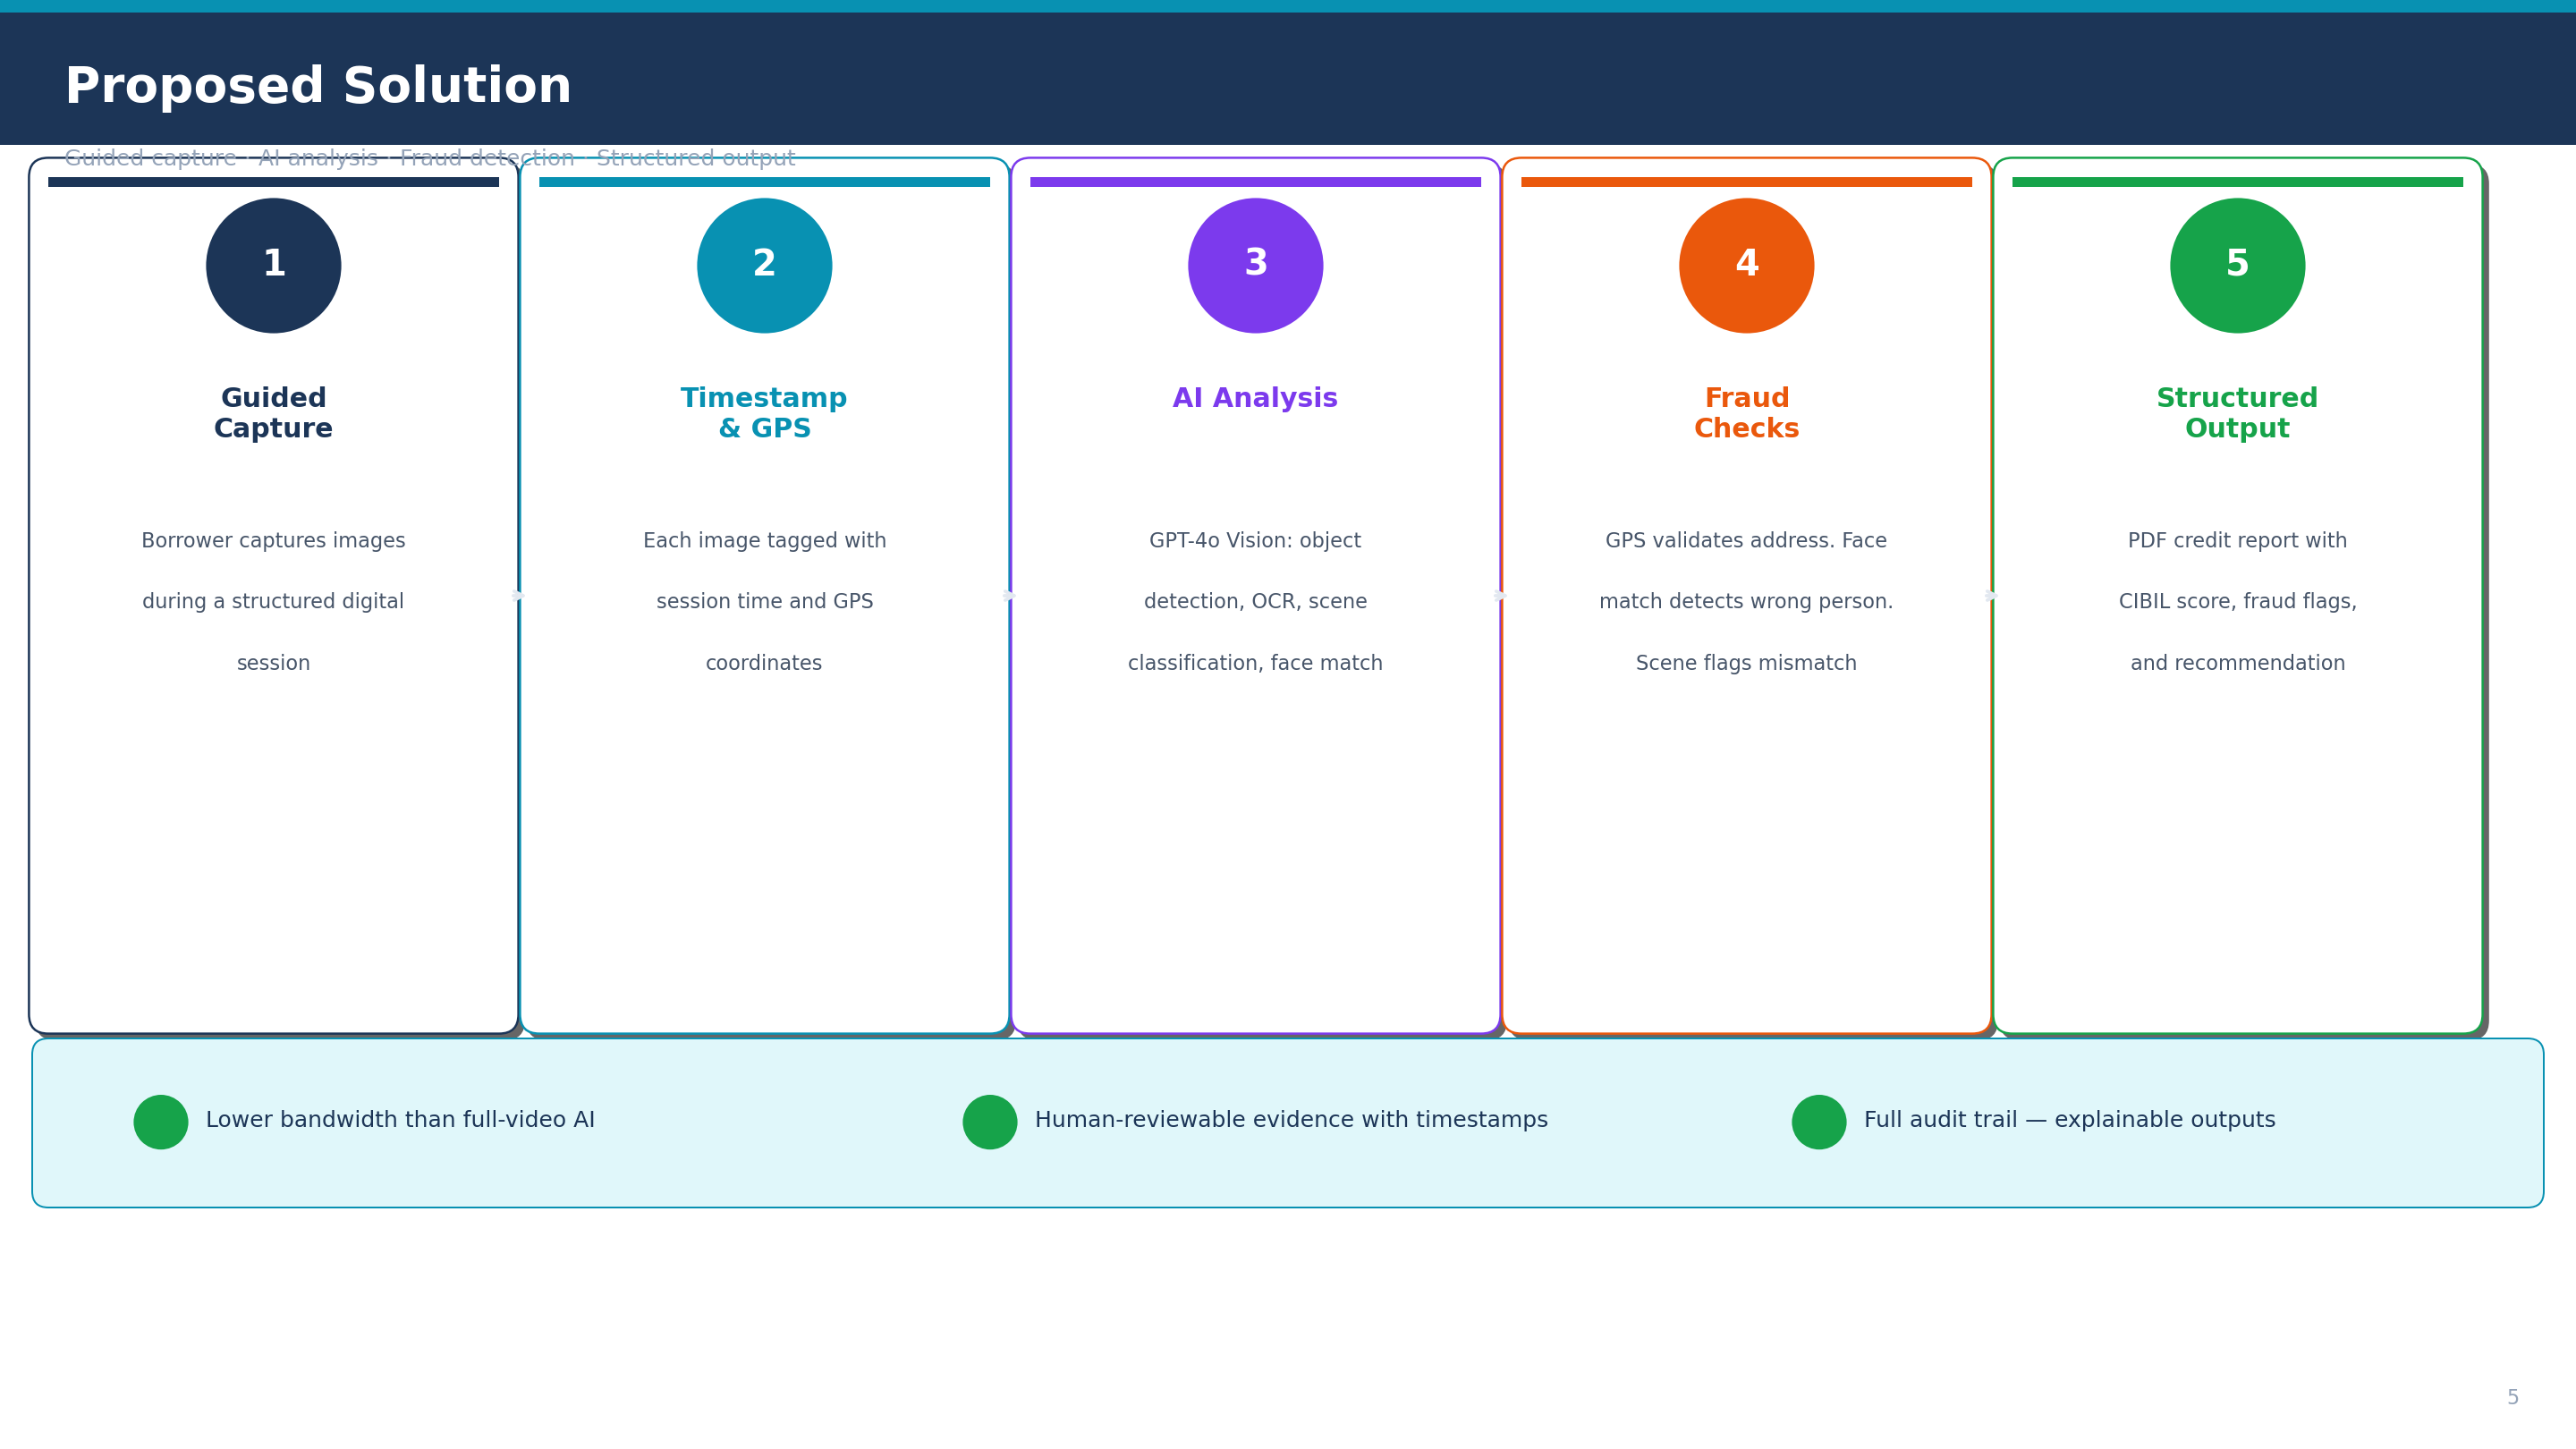 Proposed Solution
Guided capture · AI analysis · Fraud detection · Structured output
1
Guided
Capture
Borrower captures images
during a structured digital
session
2
Timestamp
& GPS
Each image tagged with
session time and GPS
coordinates
3
AI Analysis
GPT-4o Vision: object
detection, OCR, scene
classification, face match
4
Fraud
Checks
GPS validates address. Face
match detects wrong person.
Scene flags mismatch
5
Structured
Output
PDF credit report with
CIBIL score, fraud flags,
and recommendation
Lower bandwidth than full-video AI
Human-reviewable evidence with timestamps
Full audit trail — explainable outputs
5